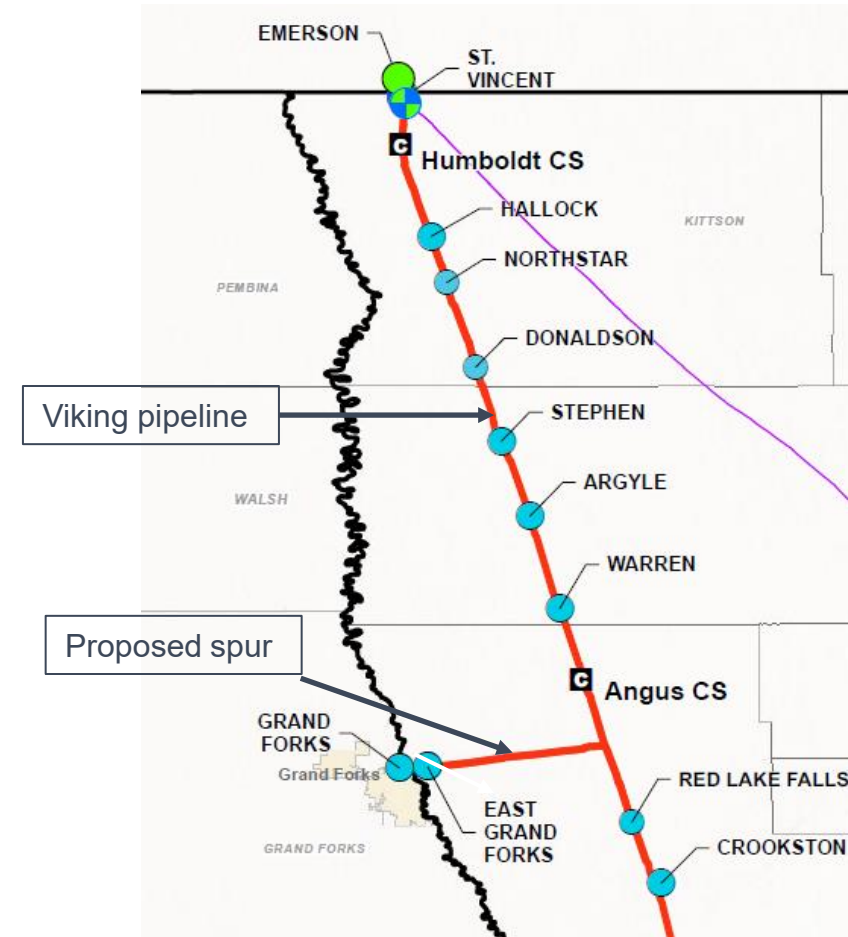 EMERSON
ST.
VINCENT
C
Humboldt CS
HALLOCK
KITTSON
NORTHSTAR
PEMBINA
DONALDSON
Viking pipeline
STEPHEN
ARGYLE
WALSH
WARREN
Proposed spur
C
Angus CS
GRAND
FORKS
Grand Forks
RED LAKE FALLS
EAST
GRAND
FORKS
GRAND FORKS
CROOKSTON